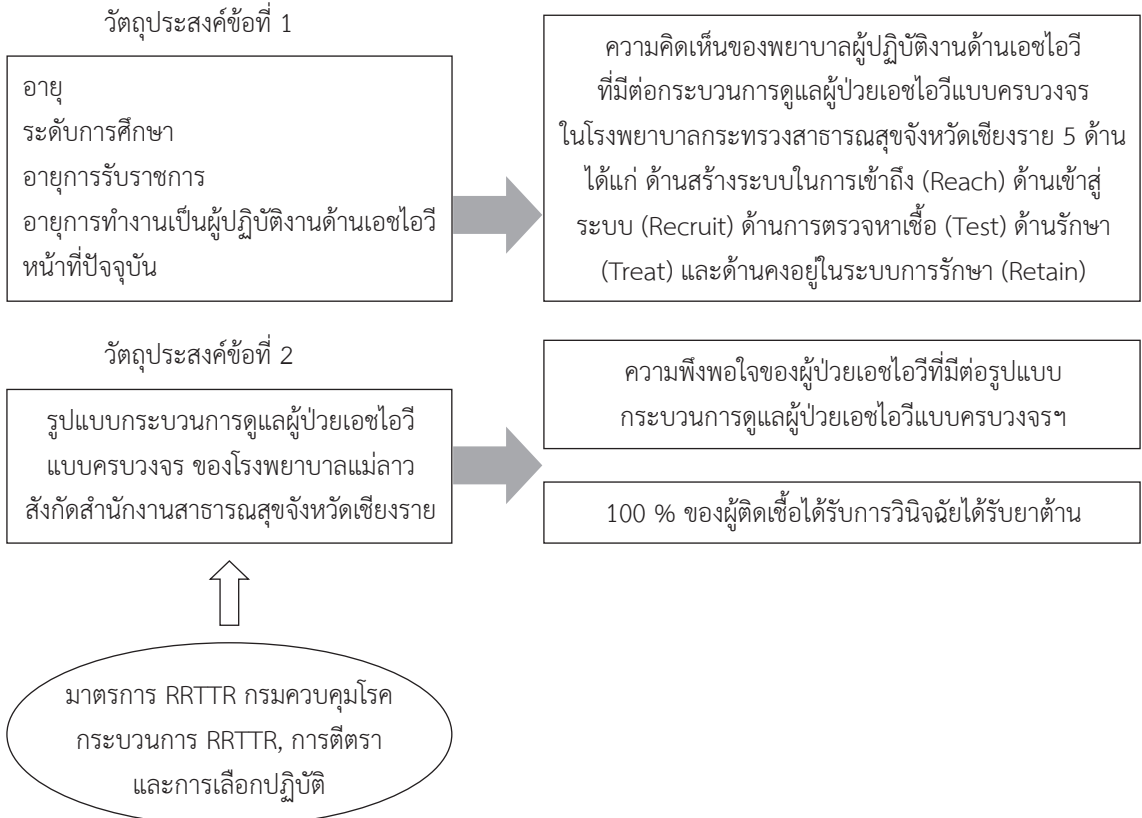 วัตถุประสงค์ข้อที่ 1
อายุ
ระดับการศึกษา
อายุการรับราชการ
อายุการทำงานเป็นผู้ปฏิบัติงานด้านเอชไอวี
หน้าที่ปัจจุบัน
ความคิดเห็นของพยาบาลผู้ปฏิบัติงานด้านเอชไอวี
ที่มีต่อกระบวนการดูแลผู้ป่วยเอชไอวีแบบครบวงจร
ในโรงพยาบาลกระทรวงสาธารณสุขจังหวัดเชียงราย 5 ด้าน
ได้แก่ ด้านสร้างระบบในการเข้าถึง (Reach) ด้านเข้าสู่
ระบบ (Recruit) ด้านการตรวจหาเชื้อ (Test) ด้านรักษา
(Treat) และด้านคงอยู่ในระบบการรักษา (Retain)
วัตถุประสงค์ข้อที่ 2
รูปแบบกระบวนการดูแลผู้ป่วยเอชไอวี
แบบครบวงจร ของโรงพยาบาลแม่ลาว
สังกัดสำนักงานสาธารณสุขจังหวัดเชียงราย
ความพึงพอใจของผู้ป่วยเอชไอวีที่มีต่อรูปแบบ
กระบวนการดูแลผู้ป่วยเอชไอวีแบบครบวงจรฯ
100 % ของผู้ติดเชื้อได้รับการวินิจฉัยได้รับยาต้าน
มาตรการ RRTTR กรมควบคุมโรค
กระบวนการ RRTTR, การตีตรา
และการเลือกปฏิบัติ